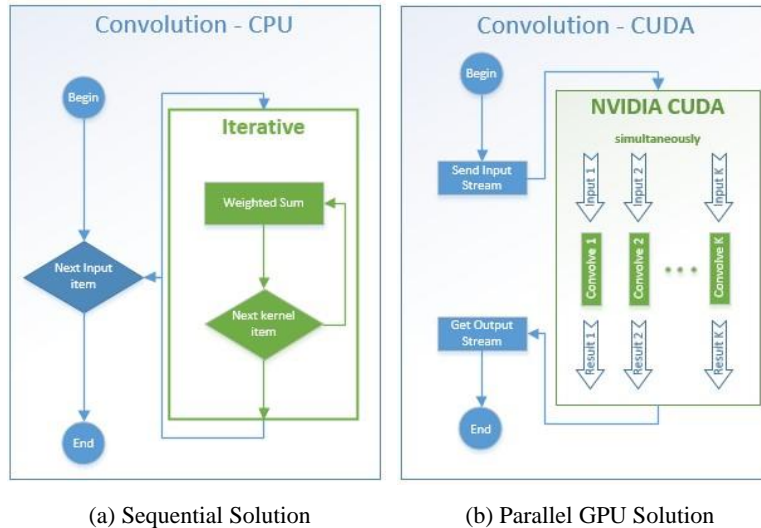 Convolution - CPU
Begin
Iterative
Weighted Sum
Next Input
item
Next kernel
item
End
(a) Sequential Solution
Convolution - CUDA
Begin
NVIDIA CUDA
simultaneously
Send Input
Stream
Input 1
Input 2
Input K
Convolve 1
Convolve 2
Convolve K
Get Output
Stream
Result 1
Result 2
Result K
End
(b) Parallel GPU Solution